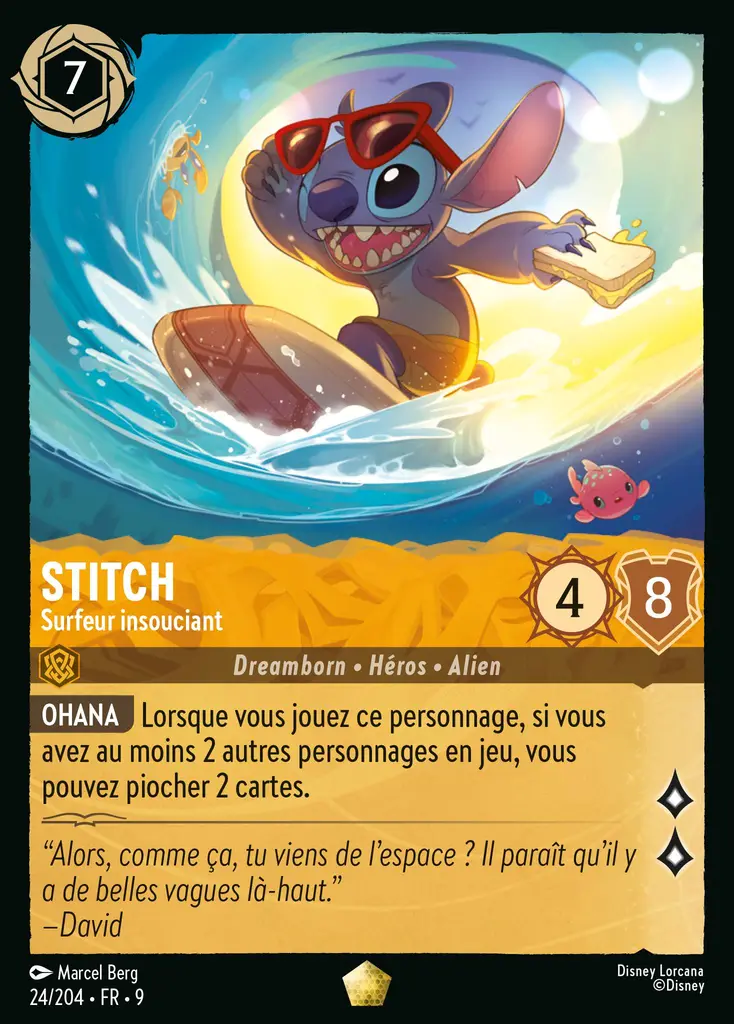 7
STITCH
Surfeur insouciant
4
8
Dreamborn • Héros • Alien
OHANA Lorsque vous jouez ce personnage, si vous
avez au moins 2 autres personnages en jeu, vous
pouvez piocher 2 cartes.
“Alors, comme ça, tu viens de l’espace ? Il paraît qu’il y
a de belles vagues là-haut.”
–David
Marcel Berg
24/204 • FR • 9
Disney Lorcana
©Disney